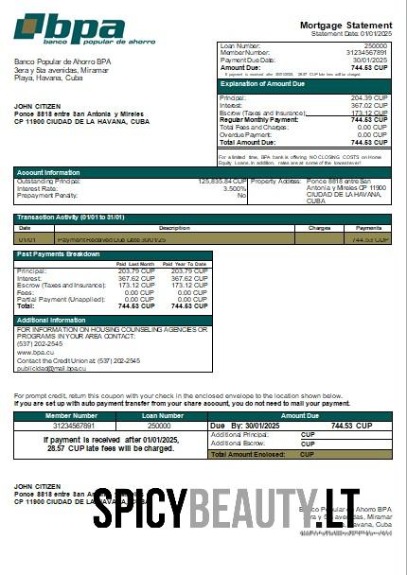 bpa
banco popular de ahorro
Mortgage Statement
Statement Date: 01/01/2025
Banco Popular de Ahorro BPA
3era y 5ta avenidas, Miramar
Playa, Havana, Cuba
Loan Number: 250000
Member Number: 31234567891
Payment Due Date: 30/01/2025
Amount Due: 744.53 CUP
If payment is received after 01/01/2025, 28.57 CUP late fees will be charged.
JOHN CITIZEN
Ponce 8818 entre San Antonia y Mireles
CP 11900 CIUDAD DE LA HAVANA, CUBA
Explanation of Amount Due
Principal: 204.39 CUP
Interest: 367.02 CUP
Escrow (Taxes and Insurance): 173.12 CUP
Regular Monthly Payment: 744.53 CUP
Total Fees and Charges: 0.00 CUP
Overdue Payment: 0.00 CUP
Total Amount Due: 744.53 CUP
For a limited time, BPA bank is offering NO CLOSING COSTS on Home
Equity Loans. In addition, rates are at some of the lowest ever!
Account Information
Outstanding Principal: 125,835.84 CUP
Interest Rate: 3.500%
Prepayment Penalty: No
Property Address: Ponce 8818 entre San
Antonia y Mireles CP 11900
CIUDAD DE LA HAVANA,
CUBA
Transaction Activity (01/01 to 01/31)
Date Description Charges Payments
01/01 Payment Received Due Date 30/01/25 744.53 CUP
Past Payments Breakdown
Paid Last Month Paid Year To Date
Principal: 203.79 CUP 203.79 CUP
Interest: 367.62 CUP 367.62 CUP
Escrow (Taxes and Insurance): 173.12 CUP 173.12 CUP
Fees: 0.00 CUP 0.00 CUP
Partial Payment (Unapplied): 0.00 CUP 0.00 CUP
Total: 744.53 CUP 744.53 CUP
Additional Information
FOR INFORMATION ON HOUSING COUNSELING AGENCIES OR
PROGRAMS IN YOUR AREA CONTACT:
(537) 202-2545
www.bpa.cu
Contact the Credit Union at: (537) 202-2545
publicidad@mail.bpa.cu
For prompt credit, return this coupon with your check in the enclosed envelope to the location shown below.
If you are set up with auto payment transfer from your share account, you do not need to mail your payment.
Member Number Loan Number Amount Due
31234567891 250000 Due By: 30/01/2025 744.53 CUP
If payment is received after 01/01/2025,
28.57 CUP late fees will be charged.
Additional Principal: CUP
Additional Escrow: CUP
Total Amount Enclosed: CUP
JOHN CITIZEN
Ponce 8818 entre San Antonia y Mireles
CP 11900 CIUDAD DE LA HAVANA, CUBA
SPICYBEAUTY.LT
Banco Popular de Ahorro BPA
3era y 5ta avenidas, Miramar
Playa, Havana, Cuba